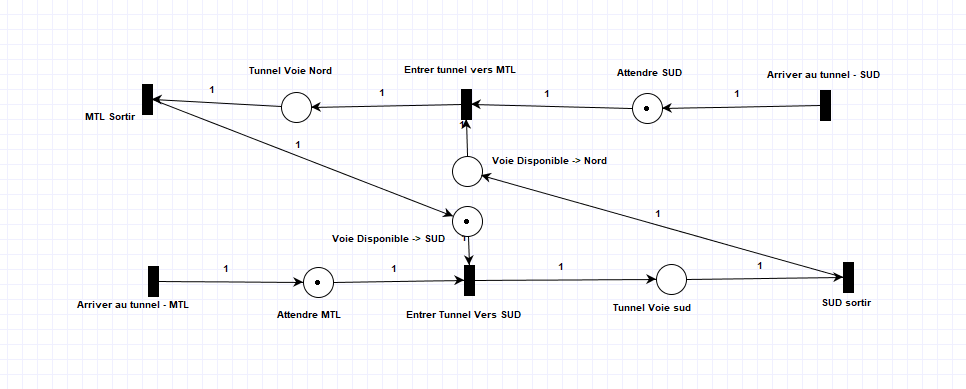 Tunnel Voie Nord
Entrer tunnel vers MTL
Attendre SUD
Arriver au tunnel - SUD
1
1
1
1
MTL Sortir
1
1
Voie Disponible -> Nord
1
Voie Disponible -> SUD
1
1
1
1
1
Arriver au tunnel - MTL
Attendre MTL
Entrer Tunnel Vers SUD
Tunnel Voie sud
SUD sortir